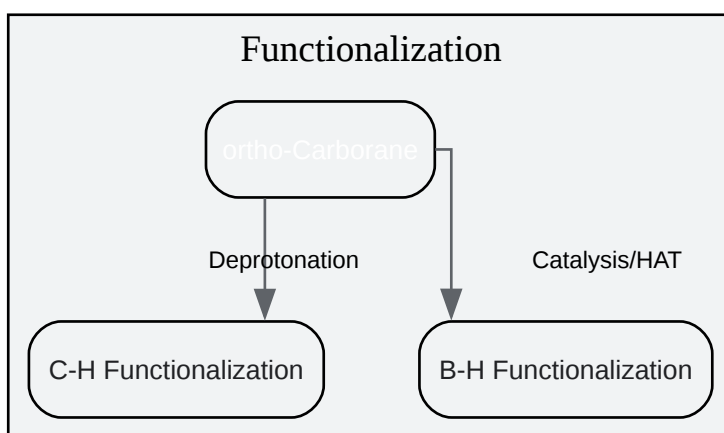 Functionalization
ortho-Carborane
Deprotonation
Catalysis/HAT
C-H Functionalization
B-H Functionalization